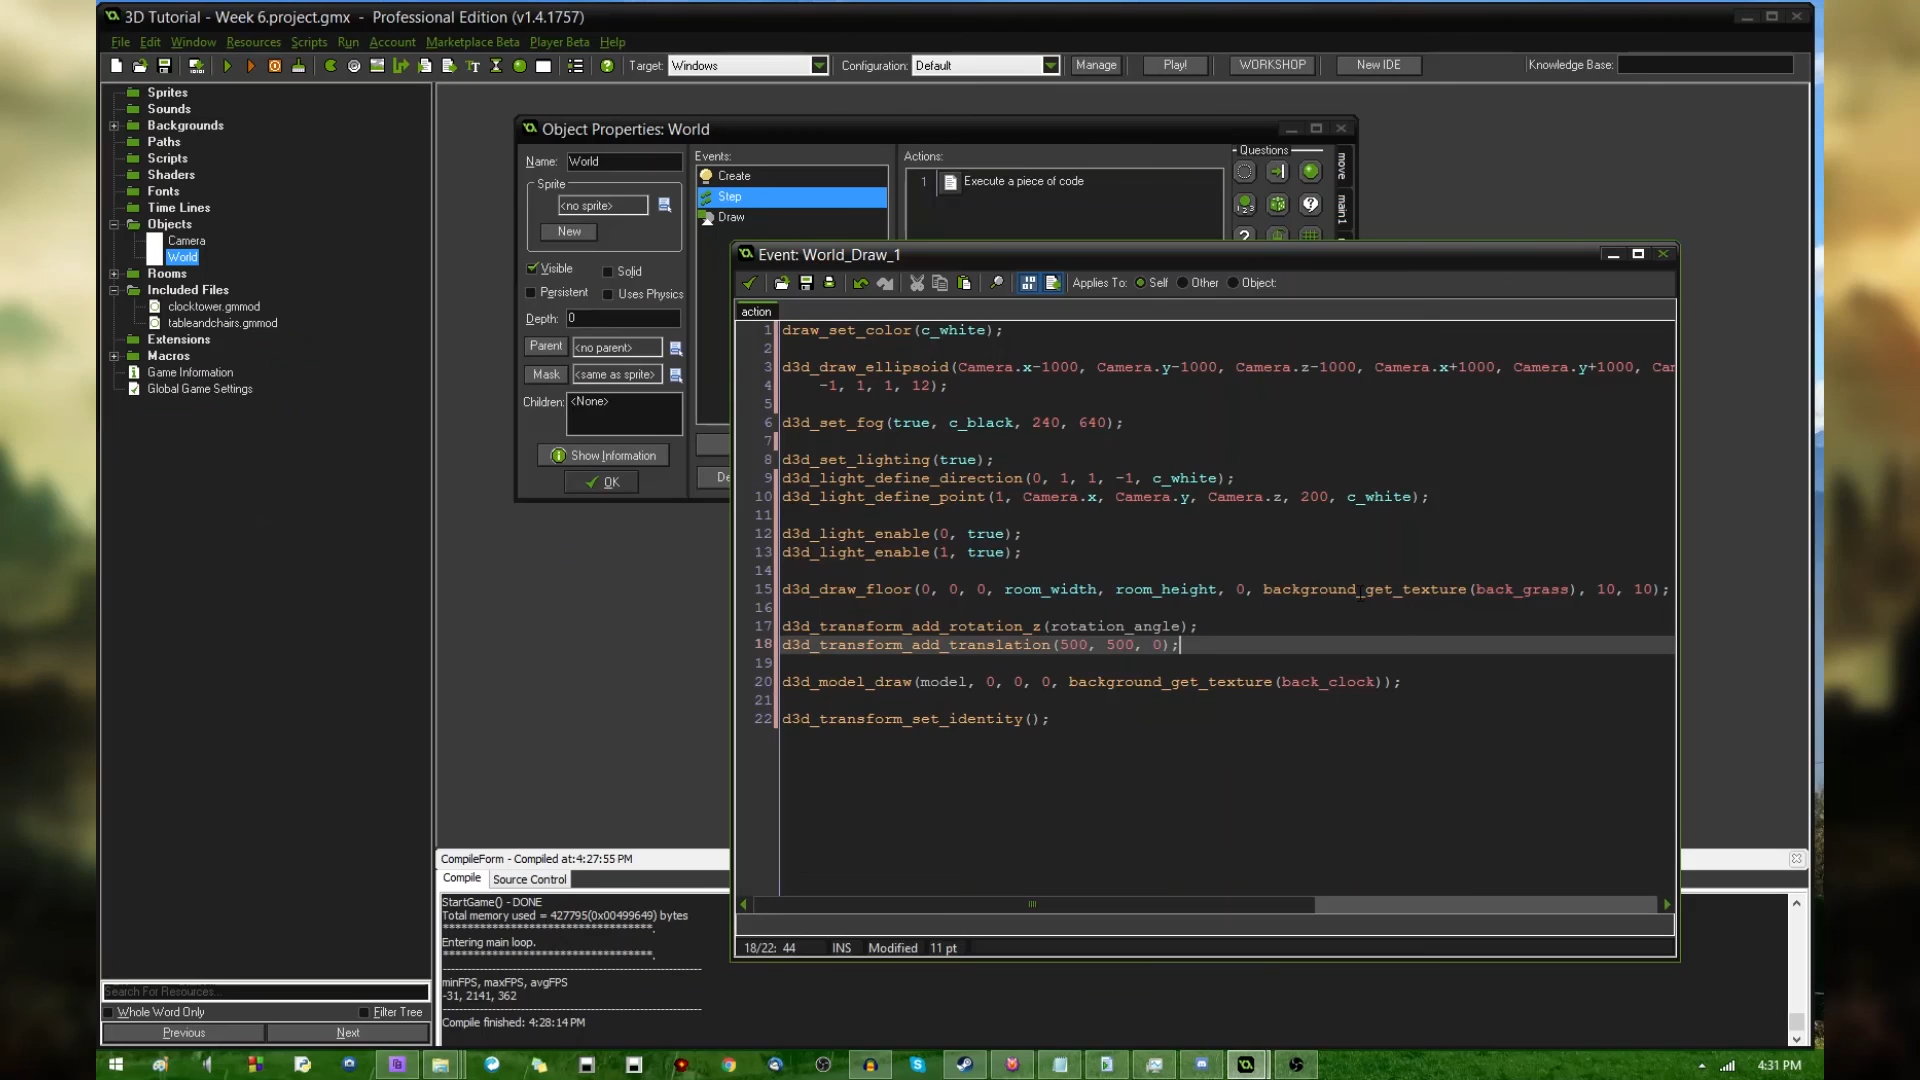 3D Tutorial - Week 6.project.gmx - Professional Edition (v1.4.1757)
File Edit Window Resources Scripts Run Account Marketplace Beta Player Beta Help
Target: Windows Configuration: Default Manage Play! WORKSHOP New IDE Knowledge Base:
Sprites
Sounds
Backgrounds
Paths
Scripts
Shaders
Fonts
Time Lines
Objects
Camera
World
Rooms
Included Files
clocktower.gmmod
tableandchairs.gmmod
Extensions
Macros
Game Information
Global Game Settings
Search For Resources...
Whole Word Only Filter Tree
Previous Next
Object Properties: World
Name: World
Sprite
<no sprite>
New
Visible Solid
Persistent Uses Physics
Depth: 0
Parent <no parent>
Mask <same as sprite>
Children: <None>
Show Information
OK
Events:
Create
Step
Draw
De
Actions:
1 Execute a piece of code
Questions
move
main1
Event: World_Draw_1
Applies To: Self Other Object:
action
1 draw_set_color(c_white);
2
3 d3d_draw_ellipsoid(Camera.x-1000, Camera.y-1000, Camera.z-1000, Camera.x+1000, Camera.y+1000, Cam
4 -1, 1, 1, 12);
5
6 d3d_set_fog(true, c_black, 240, 640);
7
8 d3d_set_lighting(true);
9 d3d_light_define_direction(0, 1, 1, -1, c_white);
10 d3d_light_define_point(1, Camera.x, Camera.y, Camera.z, 200, c_white);
11
12 d3d_light_enable(0, true);
13 d3d_light_enable(1, true);
14
15 d3d_draw_floor(0, 0, 0, room_width, room_height, 0, background_get_texture(back_grass), 10, 10);
16
17 d3d_transform_add_rotation_z(rotation_angle);
18 d3d_transform_add_translation(500, 500, 0);
19
20 d3d_model_draw(model, 0, 0, 0, background_get_texture(back_clock));
21
22 d3d_transform_set_identity();
18/22: 44 INS Modified 11 pt
CompileForm - Compiled at:4:27:55 PM
Compile Source Control
StartGame() - DONE
Total memory used = 427795(0x00499649) bytes
**********************************.
Entering main loop.
**********************************.
minFPS, maxFPS, avgFPS
-31, 2141, 362
Compile finished: 4:28:14 PM
4:31 PM